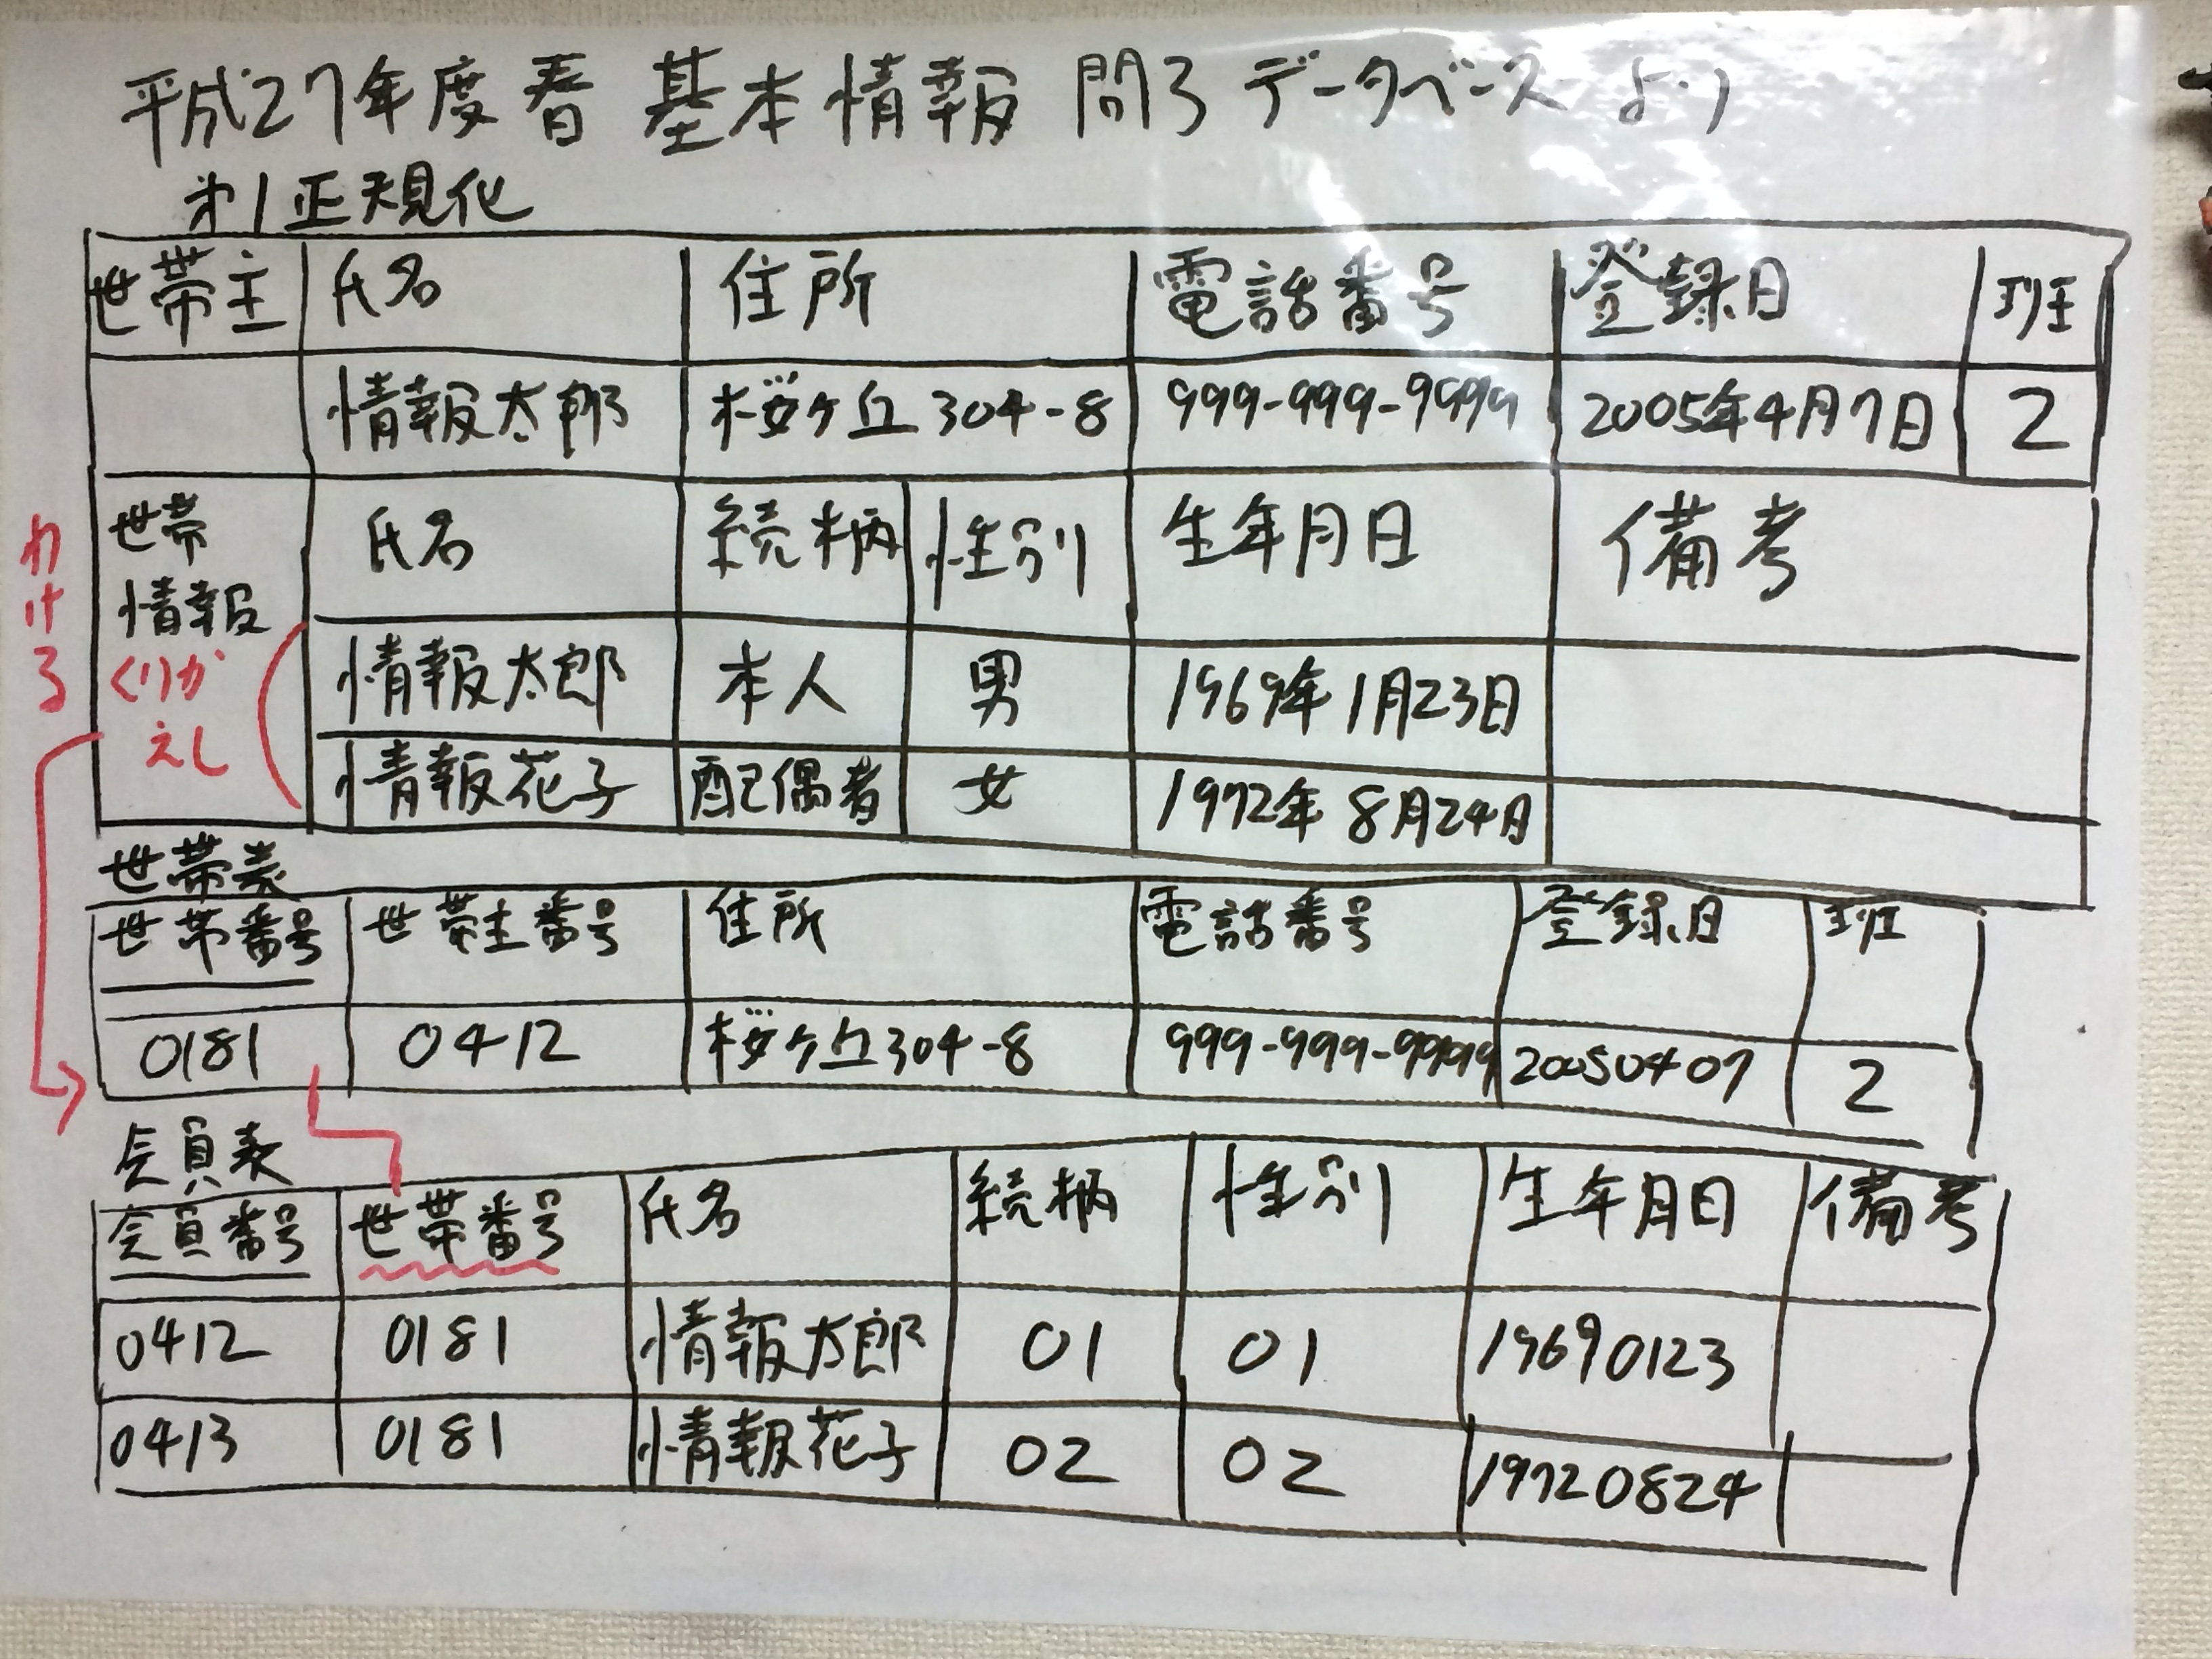 平成27年度春 基本情報 問3 データベース より
才1正規化
世帯主 氏名 住所 電話番号 登録日 班
情報太郎 桜ヶ丘 304-8 999-999-9999 2005年4月7日 2
世帯 氏名 続柄 性別 生年月日 備考
情報
わける
くりか
えし
情報太郎 本人 男 1969年1月23日
情報花子 配偶者 女 1972年8月24日
世帯表
世帯番号 世帯主番号 住所 電話番号 登録日 班
0181 0412 桜ヶ丘304-8 999-999-9999 20050407 2
会員表
会員番号 世帯番号 氏名 続柄 性別 生年月日 備考
0412 0181 情報太郎 01 01 19690123
0413 0181 情報花子 02 02 19720824